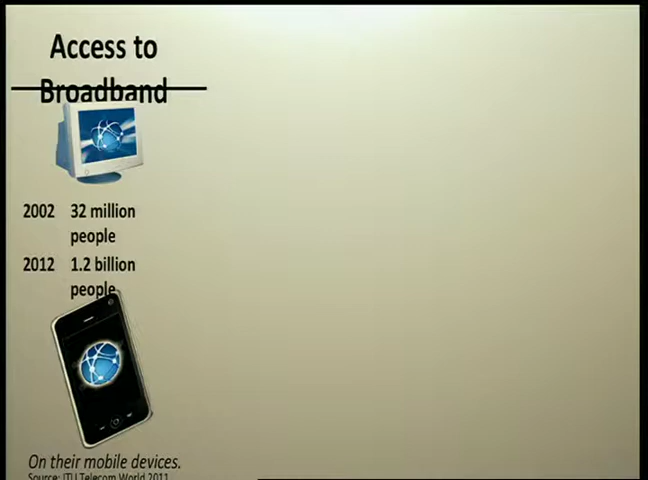 Access to
Broadband
2002 32 million
people
2012 1.2 billion
people
On their mobile devices.
Source: ITU Telecom World 2011